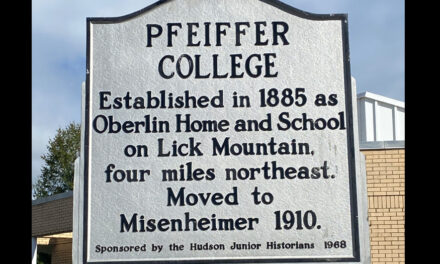 PFEIFFER
COLLEGE
Established in 1885 as
Oberlin Home and School
on Lick Mountain,
four miles northeast.
Moved to
Misenheimer 1910.
Sponsored by the Hudson Junior Historians 1968